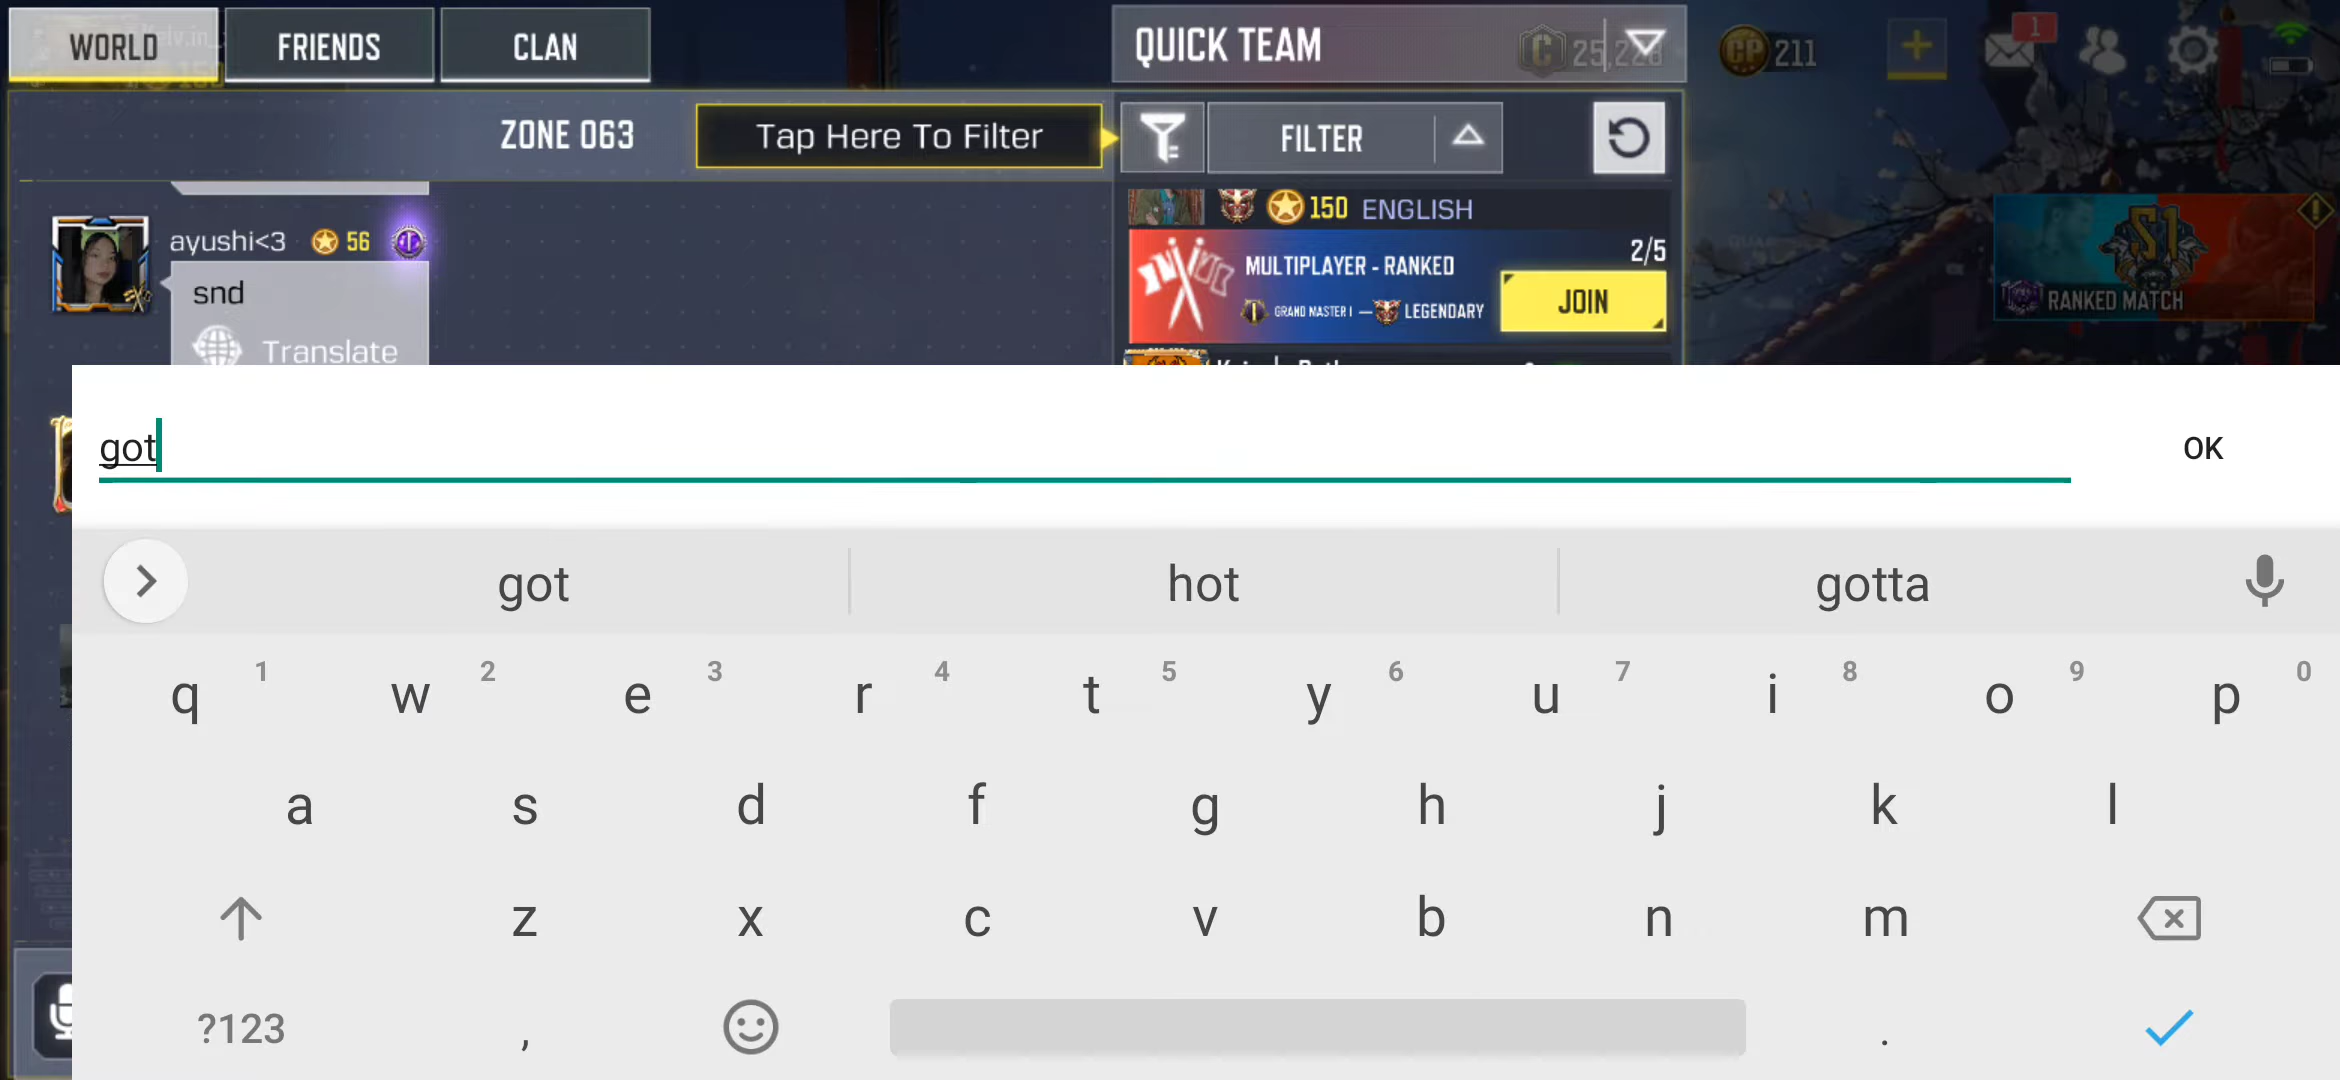 WORLD
FRIENDS
CLAN
QUICK TEAM
CP 211
1
ZONE 063
Tap Here To Filter
FILTER
150 ENGLISH
ayushi<3 56
snd
Translate
2/5
MULTIPLAYER - RANKED
GRAND MASTER I — LEGENDARY
JOIN
S1
RANKED MATCH
got
OK
got
hot
gotta
q 1 w 2 e 3 r 4 t 5 y 6 u 7 i 8 o 9 p 0
a s d f g h j k l
z x c v b n m
?123 , .